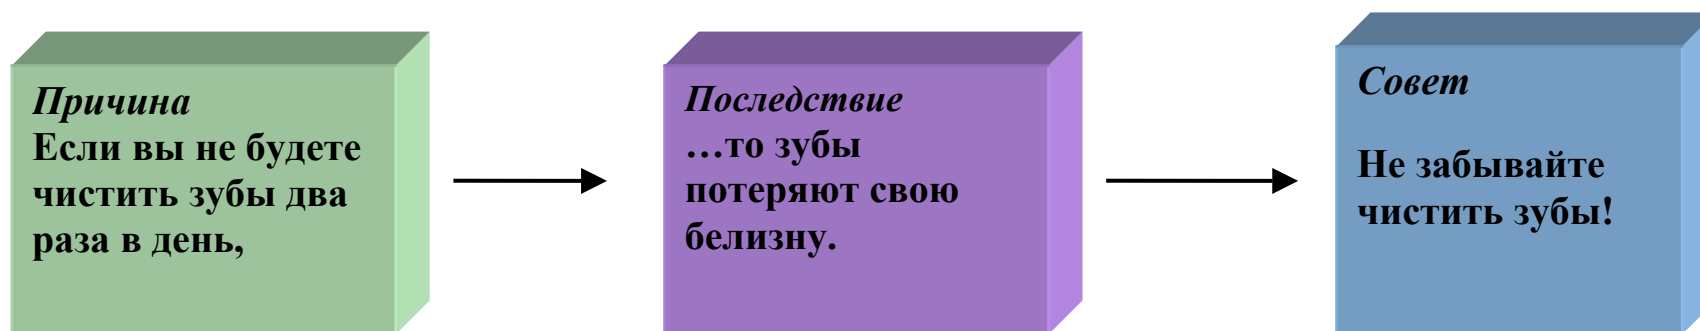 Причина
Если вы не будете
чистить зубы два
раза в день,
Последствие
…то зубы
потеряют свою
белизну.
Совет
Не забывайте
чистить зубы!